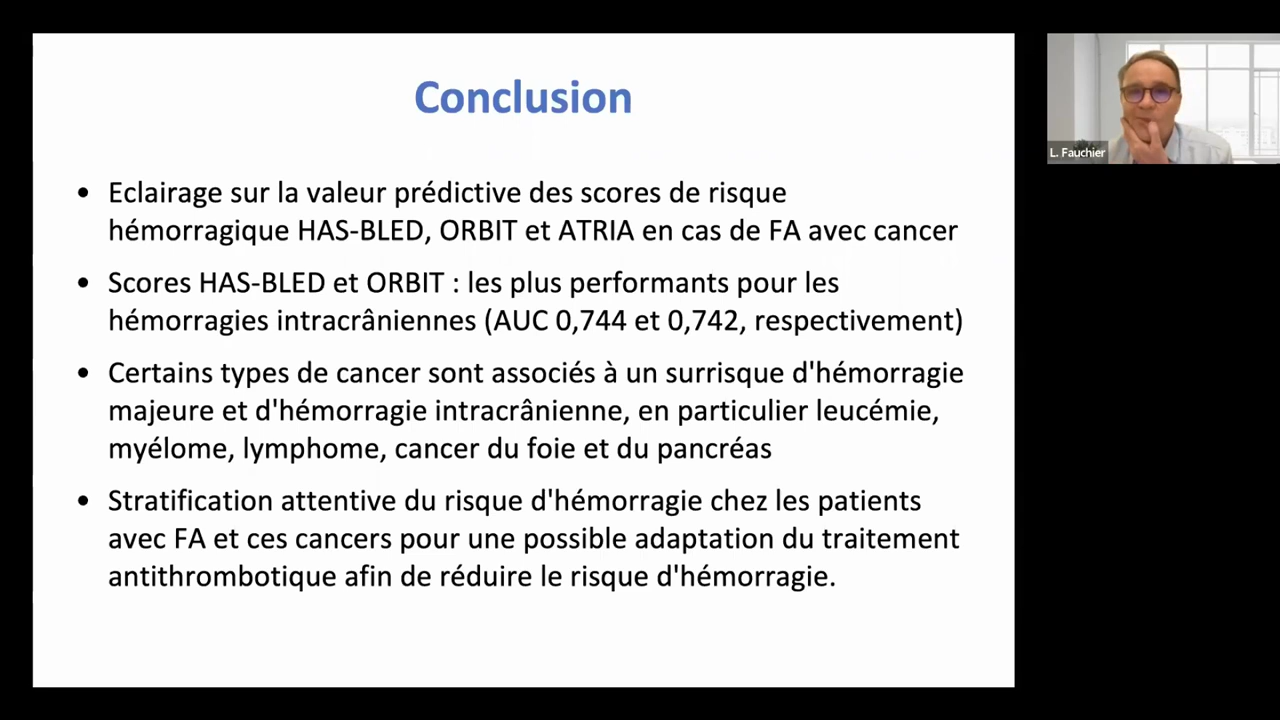 Conclusion
• Eclairage sur la valeur prédictive des scores de risque
hémorragique HAS-BLED, ORBIT et ATRIA en cas de FA avec cancer
• Scores HAS-BLED et ORBIT : les plus performants pour les
hémorragies intracrâniennes (AUC 0,744 et 0,742, respectivement)
• Certains types de cancer sont associés à un surrisque d'hémorragie
majeure et d'hémorragie intracrânienne, en particulier leucémie,
myélome, lymphome, cancer du foie et du pancréas
• Stratification attentive du risque d'hémorragie chez les patients
avec FA et ces cancers pour une possible adaptation du traitement
antithrombotique afin de réduire le risque d'hémorragie.
L. Fauchier